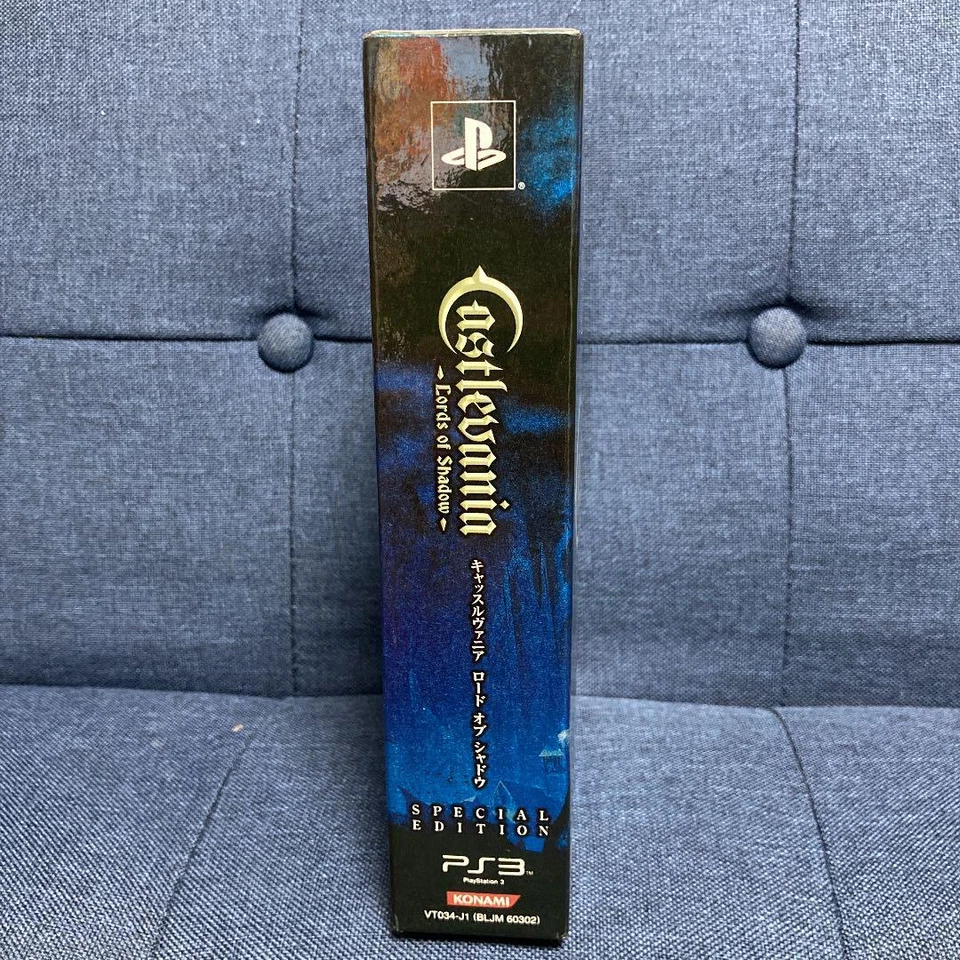 Castlevania
Lords of Shadow
キャッスルヴァニア ロード オブ シャドウ
SPECIAL
EDITION
PS3™
PlayStation 3
KONAMI
VT034-J1 (BLJM 60302)